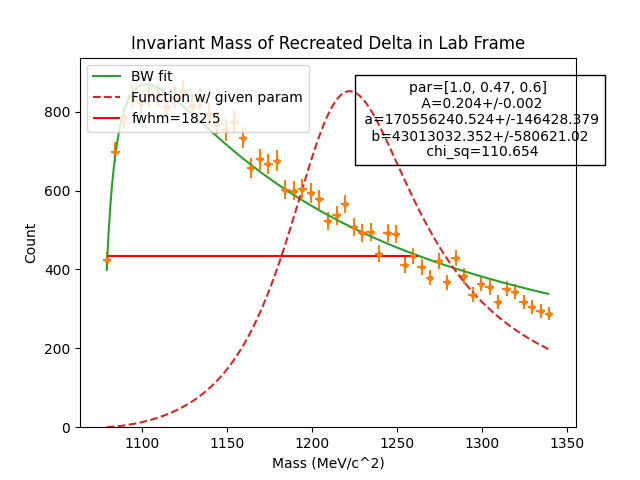 Invariant Mass of Recreated Delta in Lab Frame
BW fit
Function w/ given param
fwhm=182.5
par=[1.0, 0.47, 0.6]
A=0.204+/-0.002
a=170556240.524+/-146428.379
b=43013032.352+/-580621.02
chi_sq=110.654
Count
800
600
400
200
0
1100
1150
1200
1250
1300
1350
Mass (MeV/c^2)